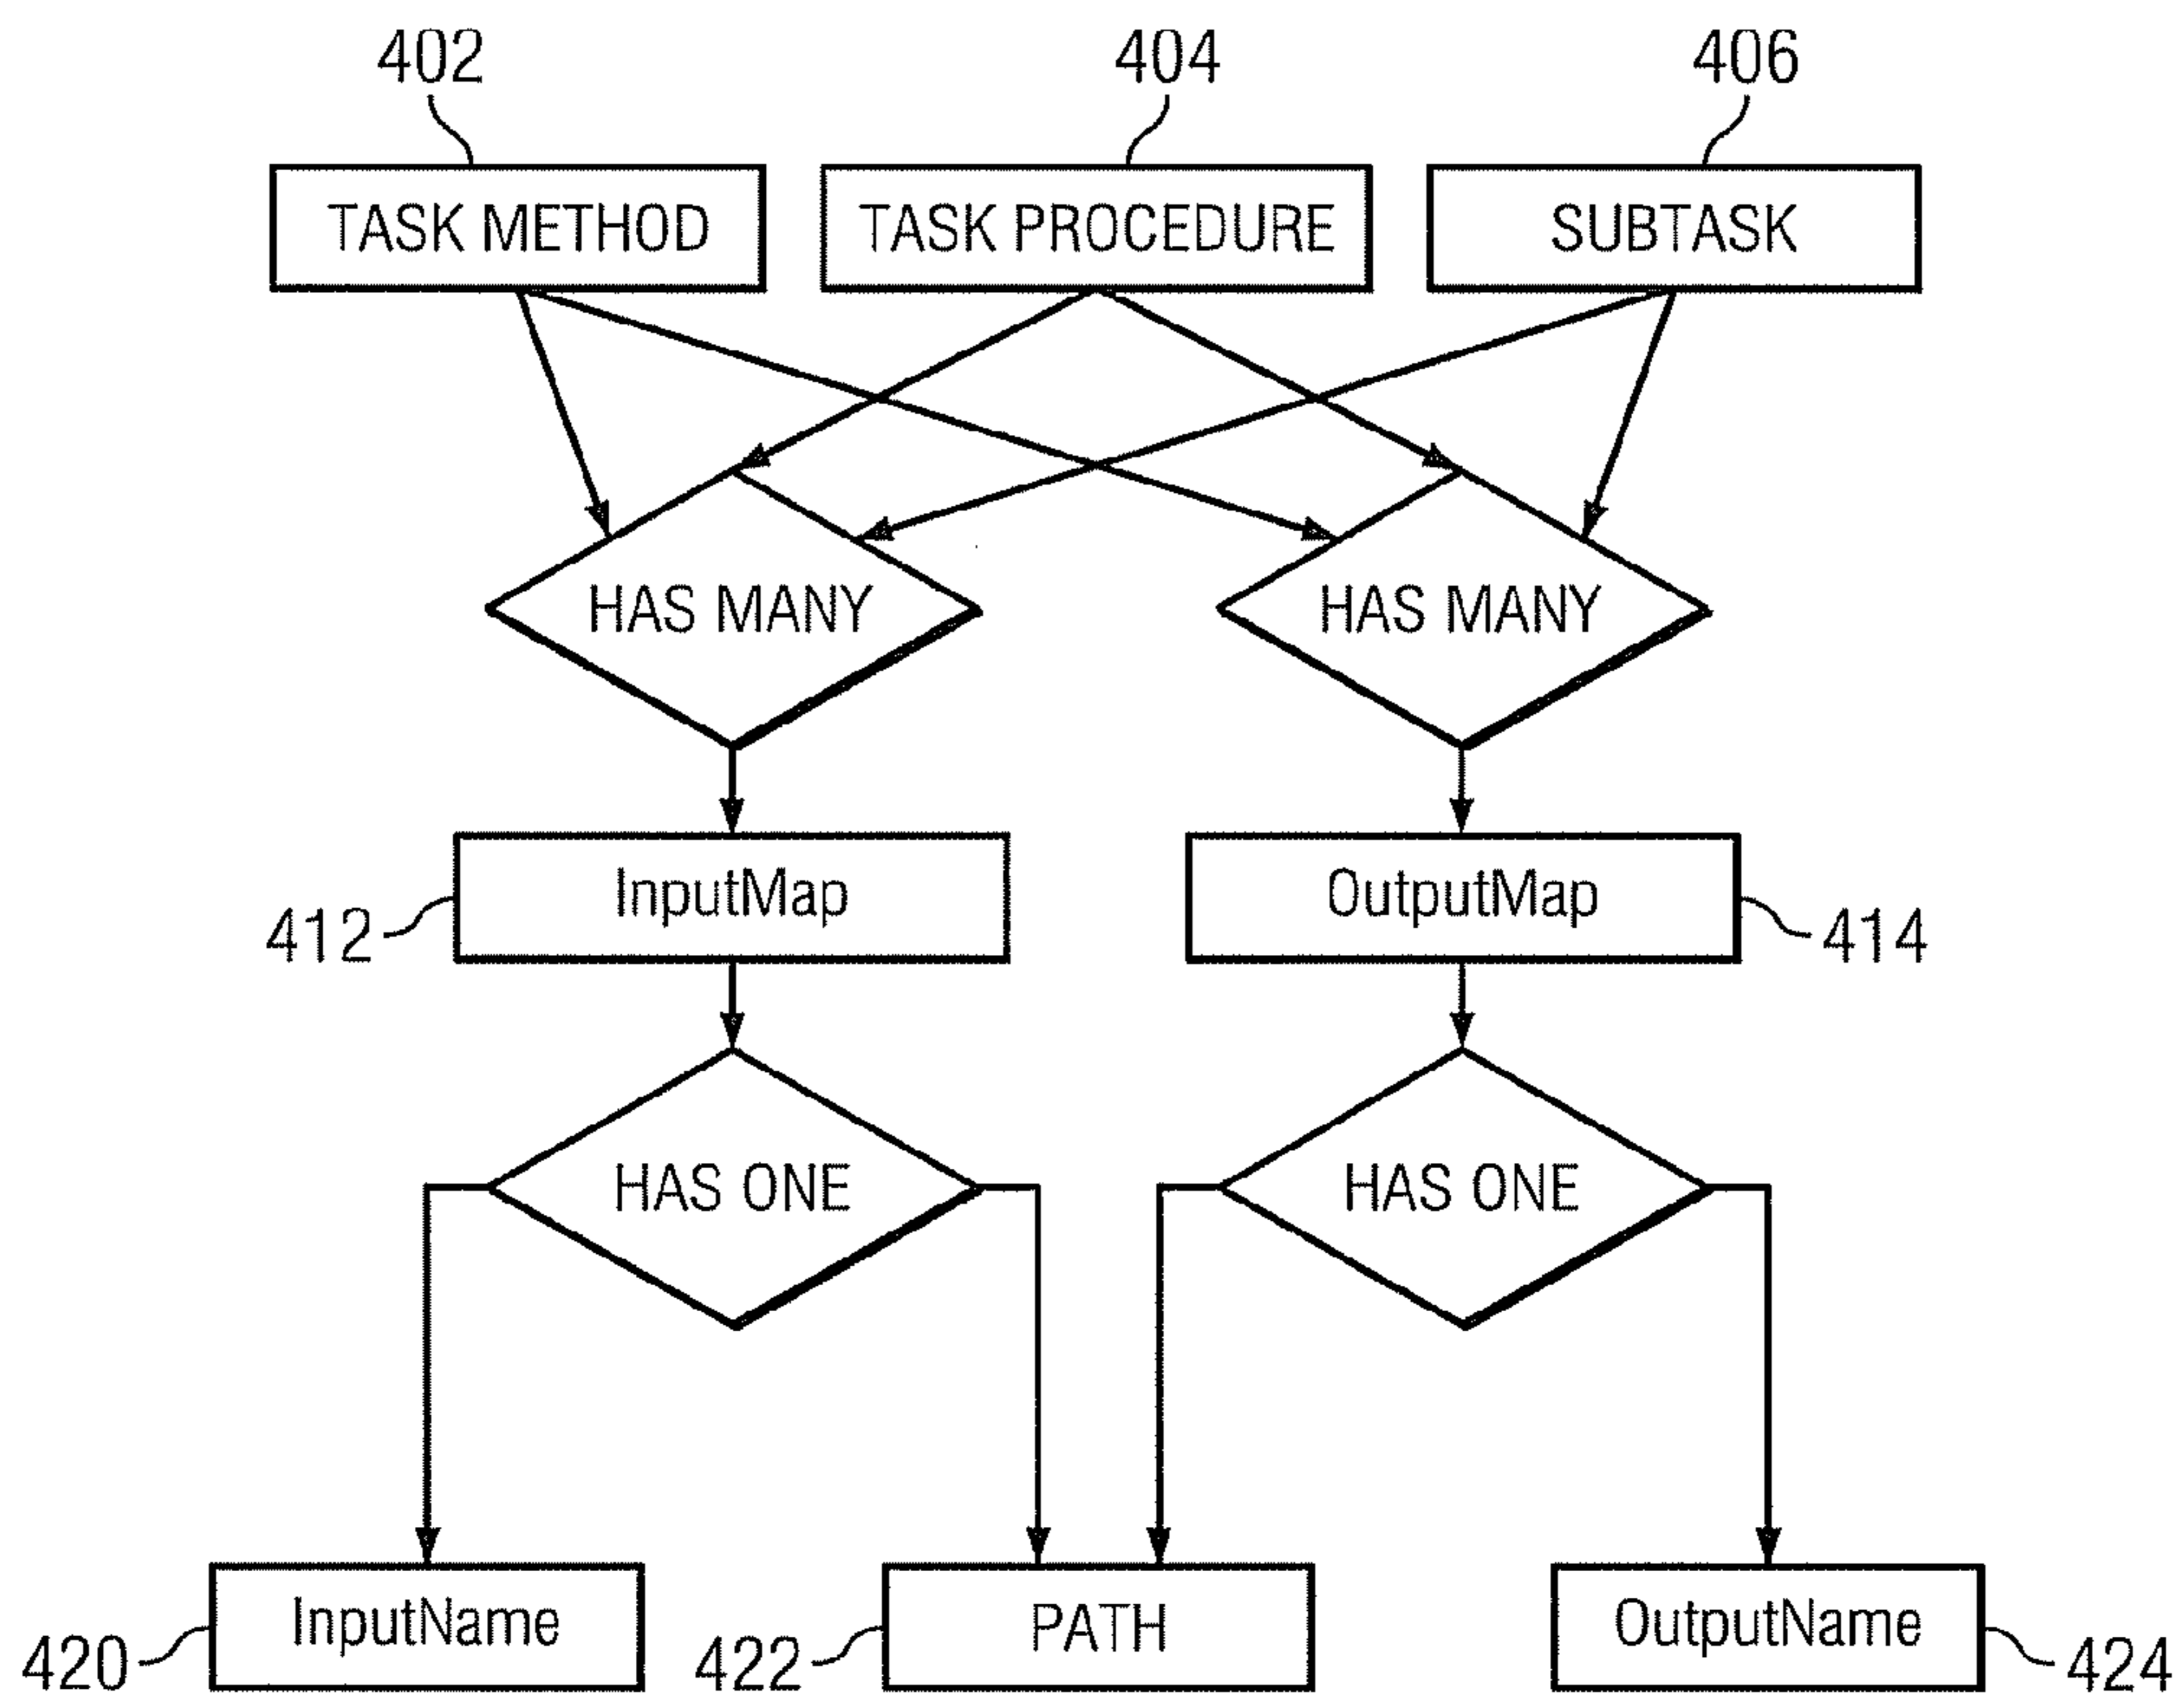 402
404
406
TASK METHOD
TASK PROCEDURE
SUBTASK
HAS MANY
HAS MANY
InputMap
OutputMap
412
414
HAS ONE
HAS ONE
InputName
PATH
OutputName
420
422
424